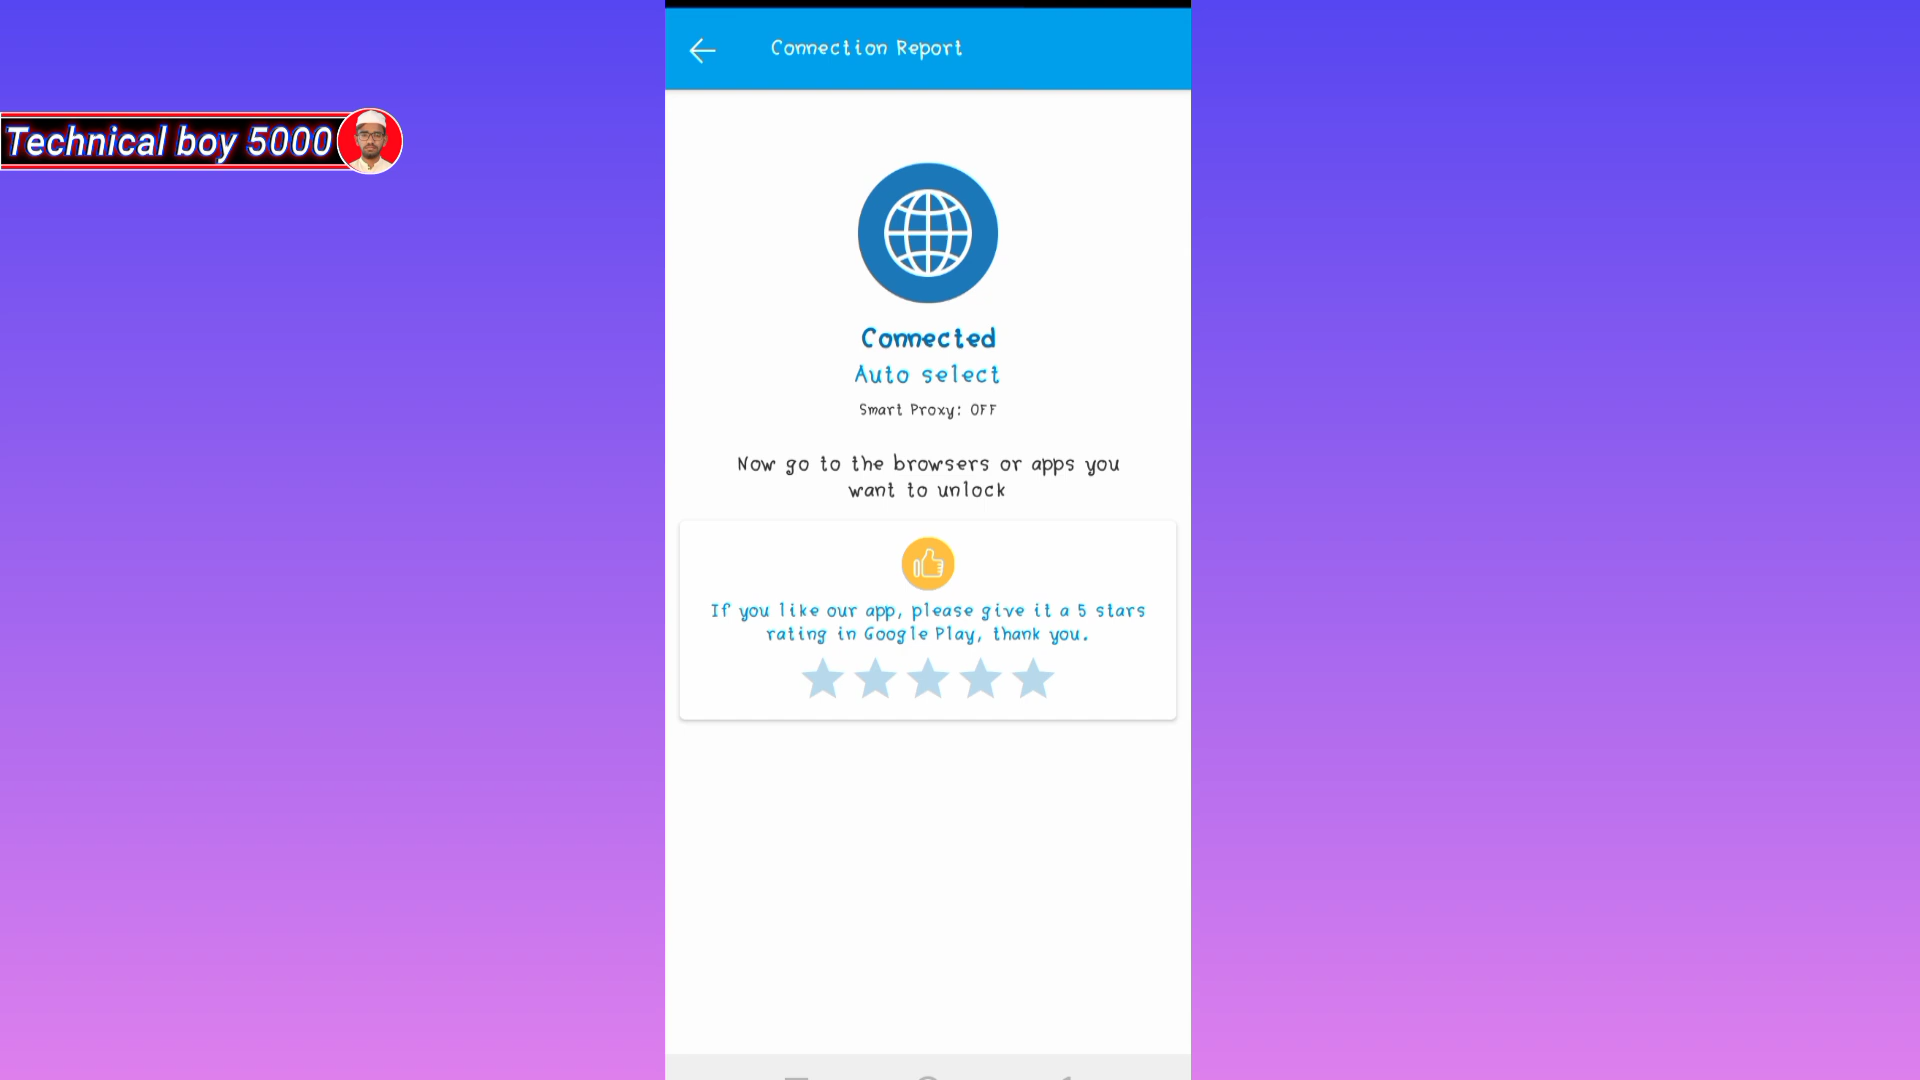 Connection Report
Technical boy 5000
Connected
Auto select
Smart Proxy: OFF
Now go to the browsers or apps you
want to unlock
If you like our app, please give it a 5 stars
rating in Google Play, thank you.